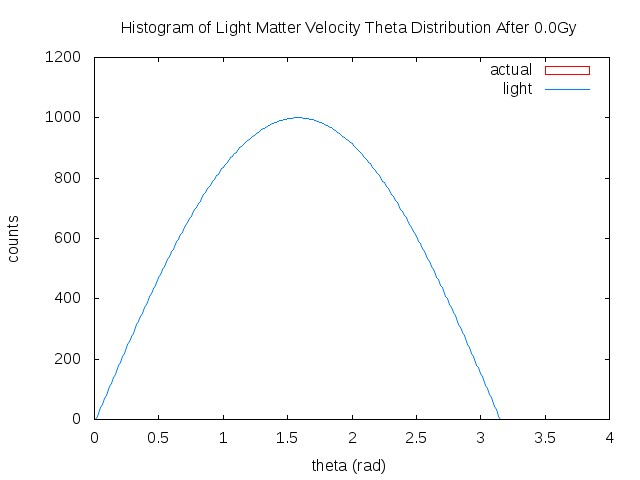 Histogram of Light Matter Velocity Theta Distribution After 0.0Gy
1200
actual
light
1000
800
600
counts
400
200
0
0 0.5 1 1.5 2 2.5 3 3.5 4
theta (rad)